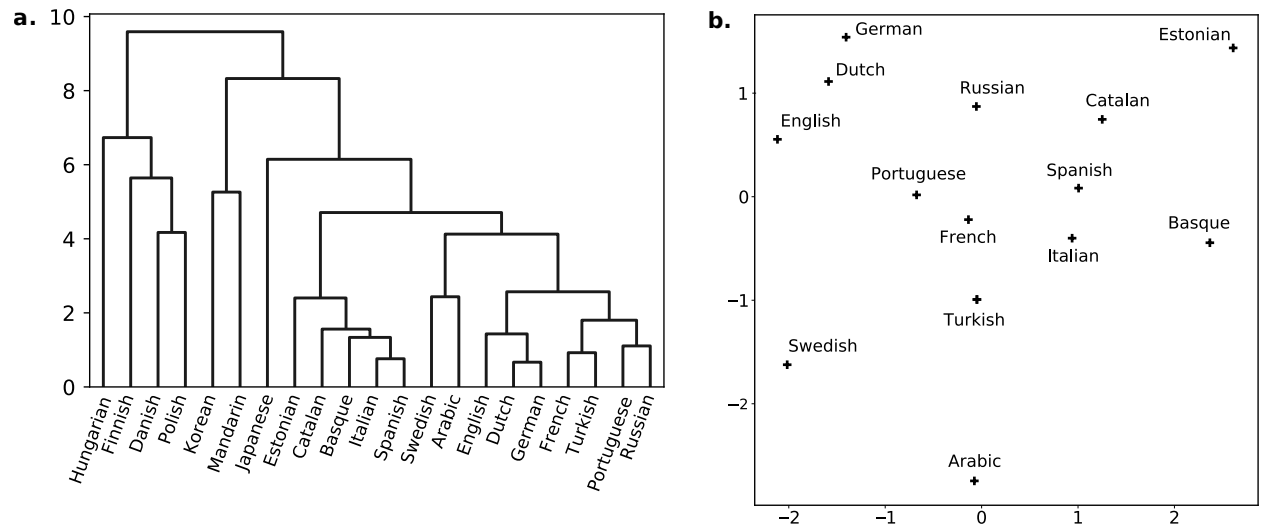 a.
10
8
6
4
2
0
Hungarian
Finnish
Danish
Polish
Korean
Mandarin
Japanese
Estonian
Catalan
Basque
Italian
Spanish
Swedish
Arabic
English
Dutch
German
French
Turkish
Portuguese
Russian
b.
German
Estonian
Dutch
Russian
Catalan
English
Portuguese
Spanish
Basque
French
Italian
Turkish
Swedish
Arabic
1
0
−1
−2
−2
−1
0
1
2